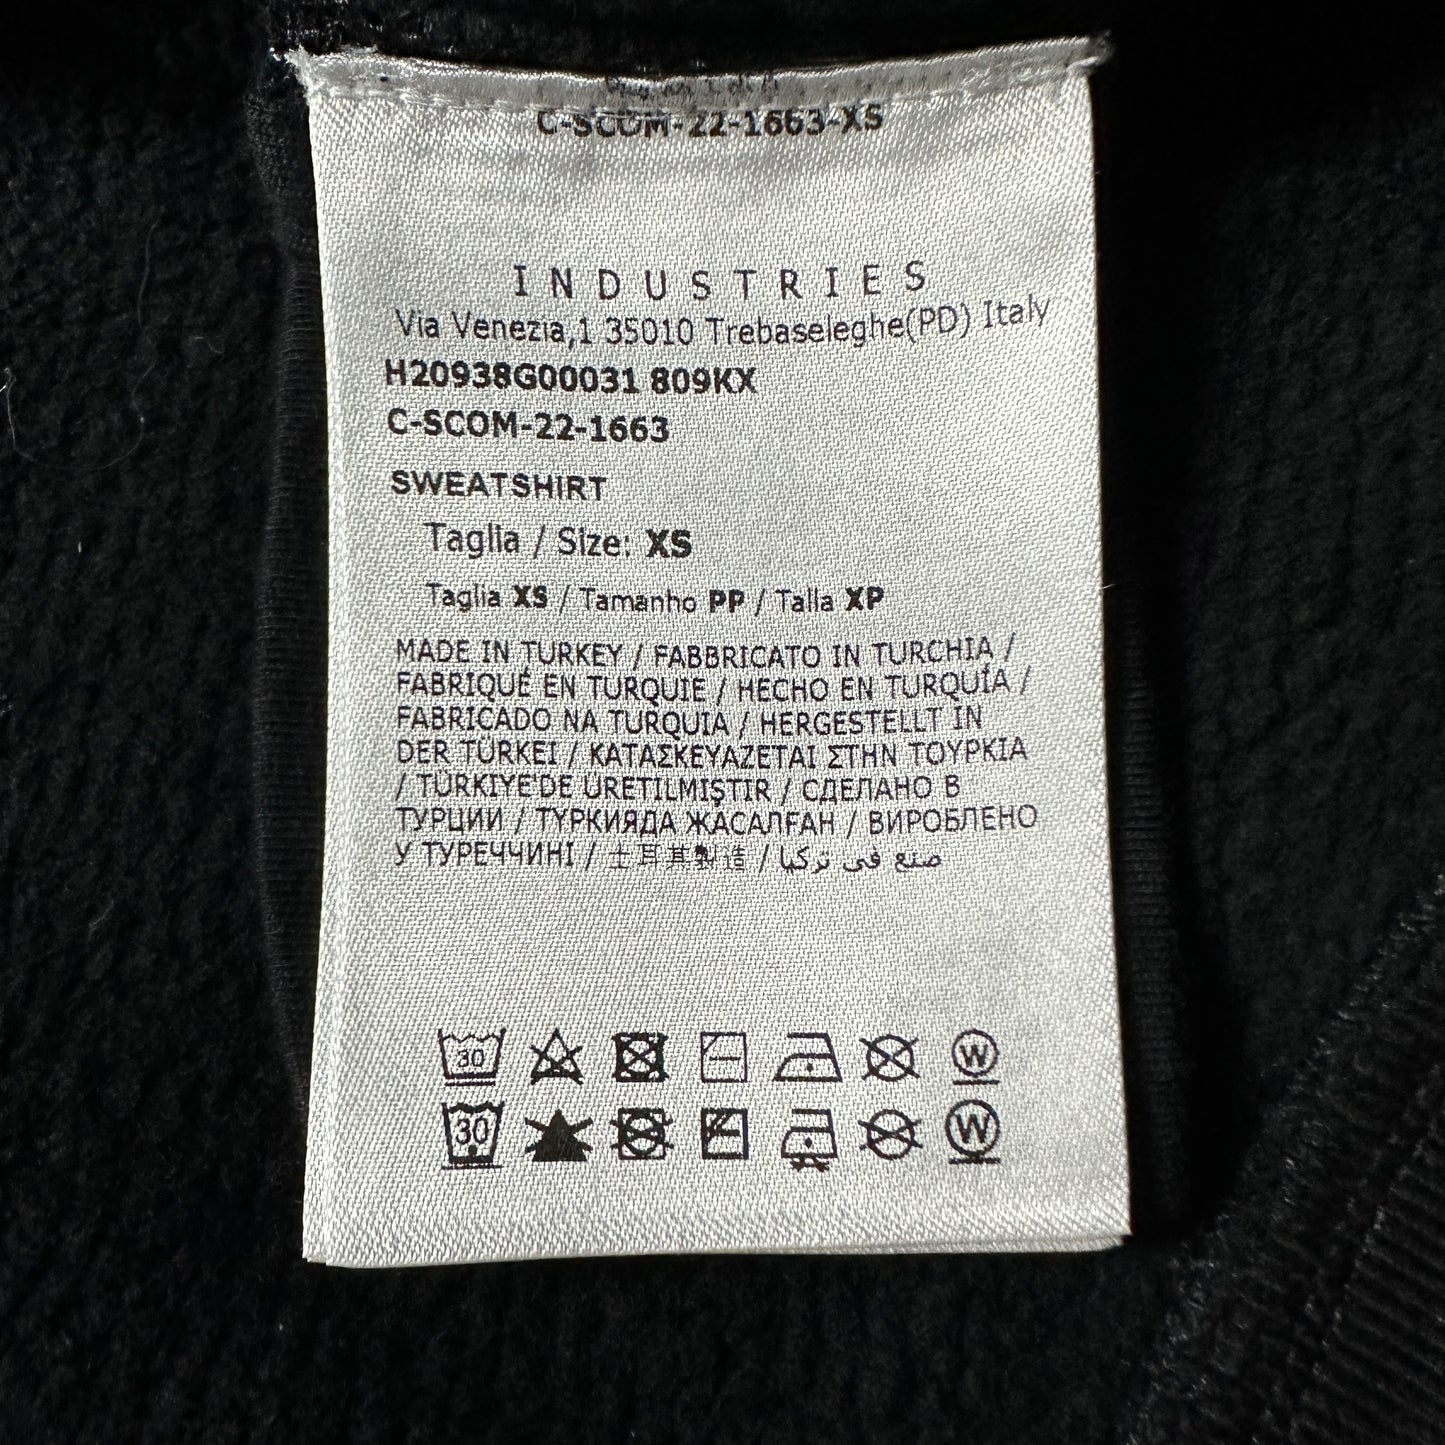 C-SCOM-22-1663-XS
INDUSTRIES
Via Venezia,1 35010 Trebaseleghe(PD) Italy
H20938G00031 809KX
C-SCOM-22-1663
SWEATSHIRT
Taglia / Size: XS
Taglia XS / Tamanho PP / Talla XP
MADE IN TURKEY / FABBRICATO IN TURCHIA /
FABRIQUÉ EN TURQUIE / HECHO EN TURQUÍA /
FABRICADO NA TURQUIA / HERGESTELLT IN
DER TÜRKEI / ΚΑΤΑΣΚΕΥΑΖΕΤΑΙ ΣΤΗΝ ΤΟΥΡΚΙΑ
/ TÜRKIYE'DE ÜRETILMIŞTIR / СДЕЛАНО В
ТУРЦИИ / ТҮРКИЯДА ЖАСАЛҒАН / ВИРОБЛЕНО
У ТУРЕЧЧИНІ / 土耳其製造 / صنع في تركيا
30 W
30 W